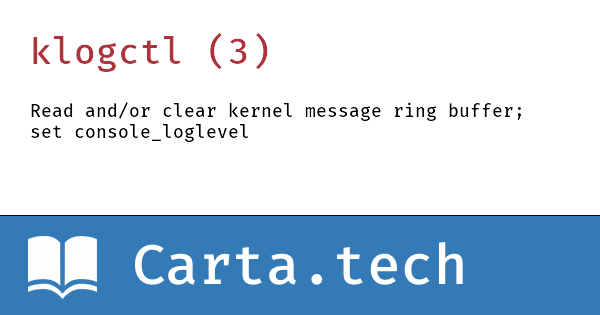 klogctl (3)
Read and/or clear kernel message ring buffer;
set console_loglevel
Carta.tech